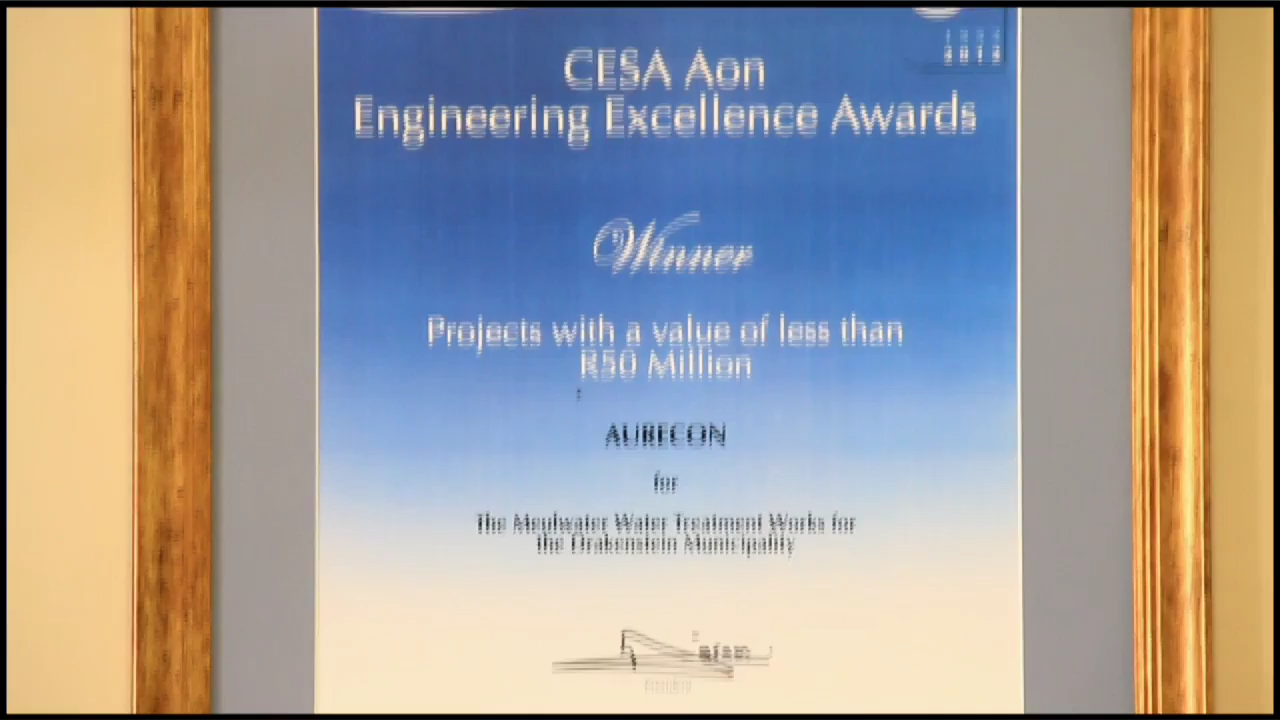 CESA Aon
Engineering Excellence Awards
Winner
Projects with a value of less than
R50 Million
AURECON
for
The Meulwater Water Treatment Works for
the Drakenstein Municipality